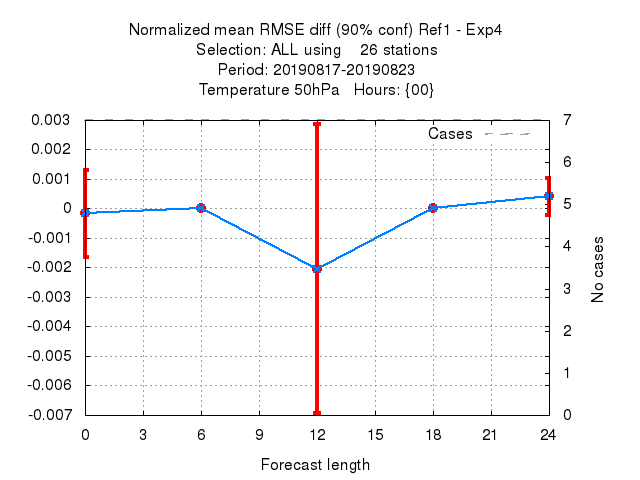 Normalized mean RMSE diff (90% conf) Ref1 - Exp4
Selection: ALL using    26 stations
Period: 20190817-20190823
Temperature 50hPa   Hours: {00}
Cases
0.003
0.002
0.001
0
-0.001
-0.002
-0.003
-0.004
-0.005
-0.006
-0.007
7
6
5
4
3
2
1
0
No cases
0 3 6 9 12 15 18 21 24
Forecast length